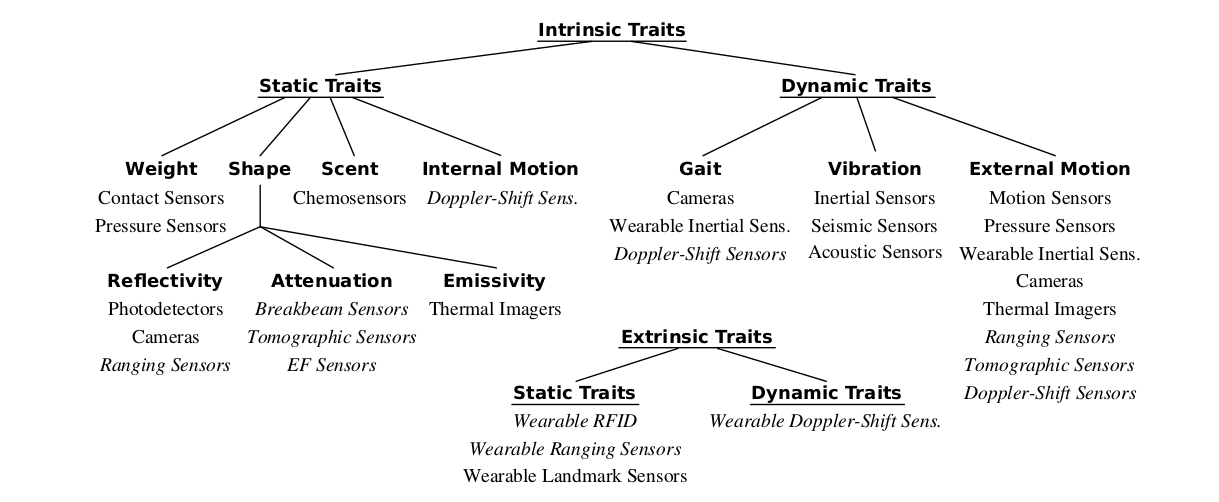 Intrinsic Traits
Static Traits
Dynamic Traits
Weight
Contact Sensors
Pressure Sensors
Shape
Scent
Chemosensors
Internal Motion
Doppler-Shift Sens.
Reflectivity
Photodetectors
Cameras
Ranging Sensors
Attenuation
Breakbeam Sensors
Tomographic Sensors
EF Sensors
Emissivity
Thermal Imagers
Gait
Cameras
Wearable Inertial Sens.
Doppler-Shift Sensors
Vibration
Inertial Sensors
Seismic Sensors
Acoustic Sensors
External Motion
Motion Sensors
Pressure Sensors
Wearable Inertial Sens.
Cameras
Thermal Imagers
Ranging Sensors
Tomographic Sensors
Doppler-Shift Sensors
Extrinsic Traits
Static Traits
Wearable RFID
Wearable Ranging Sensors
Wearable Landmark Sensors
Dynamic Traits
Wearable Doppler-Shift Sens.